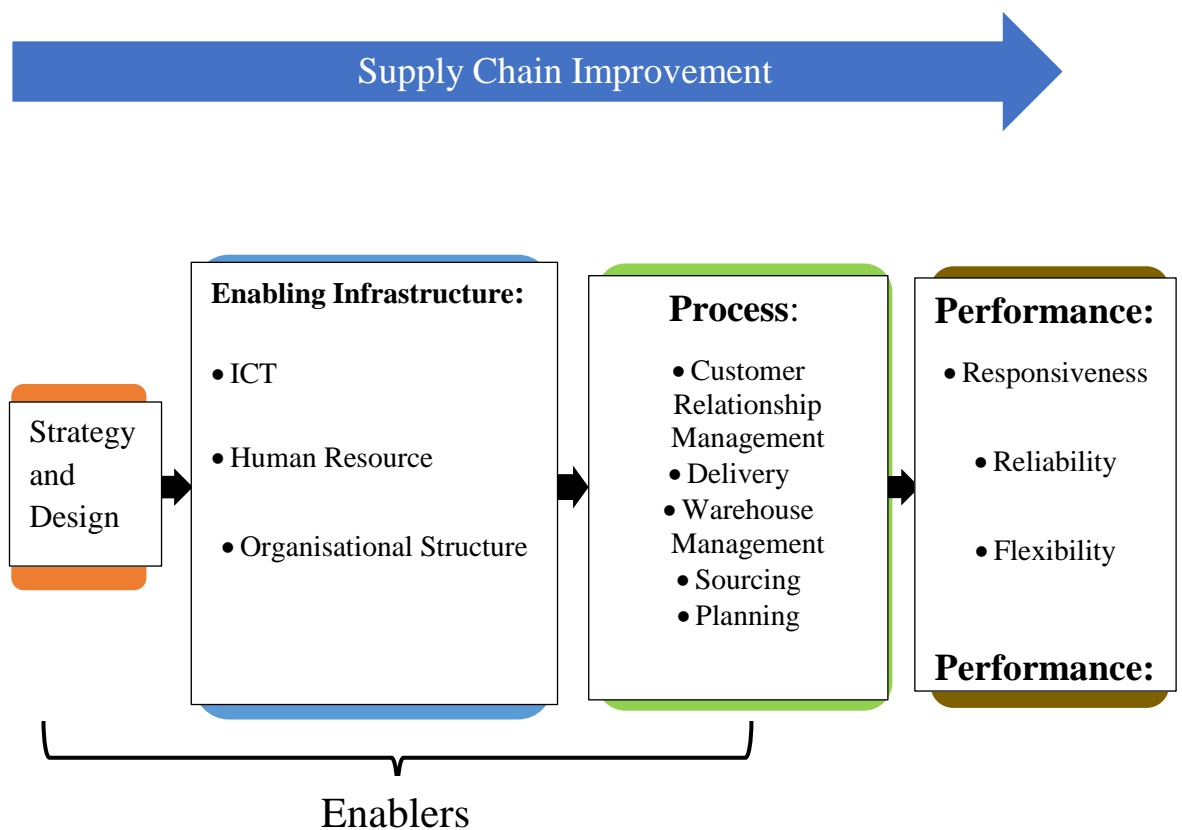 Supply Chain Improvement
Strategy
and
Design
Enabling Infrastructure:
• ICT
• Human Resource
• Organisational Structure
Process:
• Customer
Relationship
Management
• Delivery
• Warehouse
Management
• Sourcing
• Planning
Performance:
• Responsiveness
• Reliability
• Flexibility
Performance:
Enablers